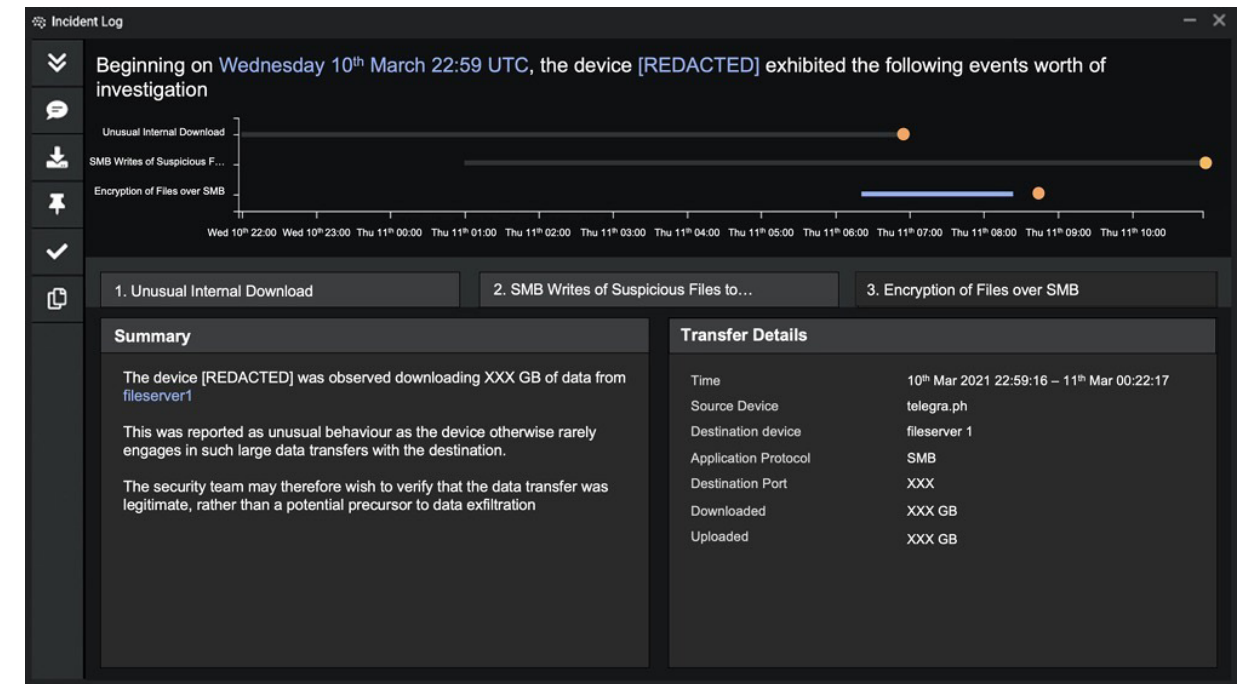 Incident Log
Beginning on Wednesday 10th March 22:59 UTC, the device [REDACTED] exhibited the following events worth of
investigation
Unusual Internal Download
SMB Writes of Suspicious F...
Encryption of Files over SMB
Wed 10th 22:00 Wed 10th 23:00 Thu 11th 00:00 Thu 11th 01:00 Thu 11th 02:00 Thu 11th 03:00 Thu 11th 04:00 Thu 11th 05:00 Thu 11th 06:00 Thu 11th 07:00 Thu 11th 08:00 Thu 11th 09:00 Thu 11th 10:00
1. Unusual Internal Download
2. SMB Writes of Suspicious Files to…
3. Encryption of Files over SMB
Summary
The device [REDACTED] was observed downloading XXX GB of data from
fileserver1
This was reported as unusual behaviour as the device otherwise rarely
engages in such large data transfers with the destination.
The security team may therefore wish to verify that the data transfer was
legitimate, rather than a potential precursor to data exfiltration
Transfer Details
Time 10th Mar 2021 22:59:16 – 11th Mar 00:22:17
Source Device telegra.ph
Destination device fileserver 1
Application Protocol SMB
Destination Port XXX
Downloaded XXX GB
Uploaded XXX GB